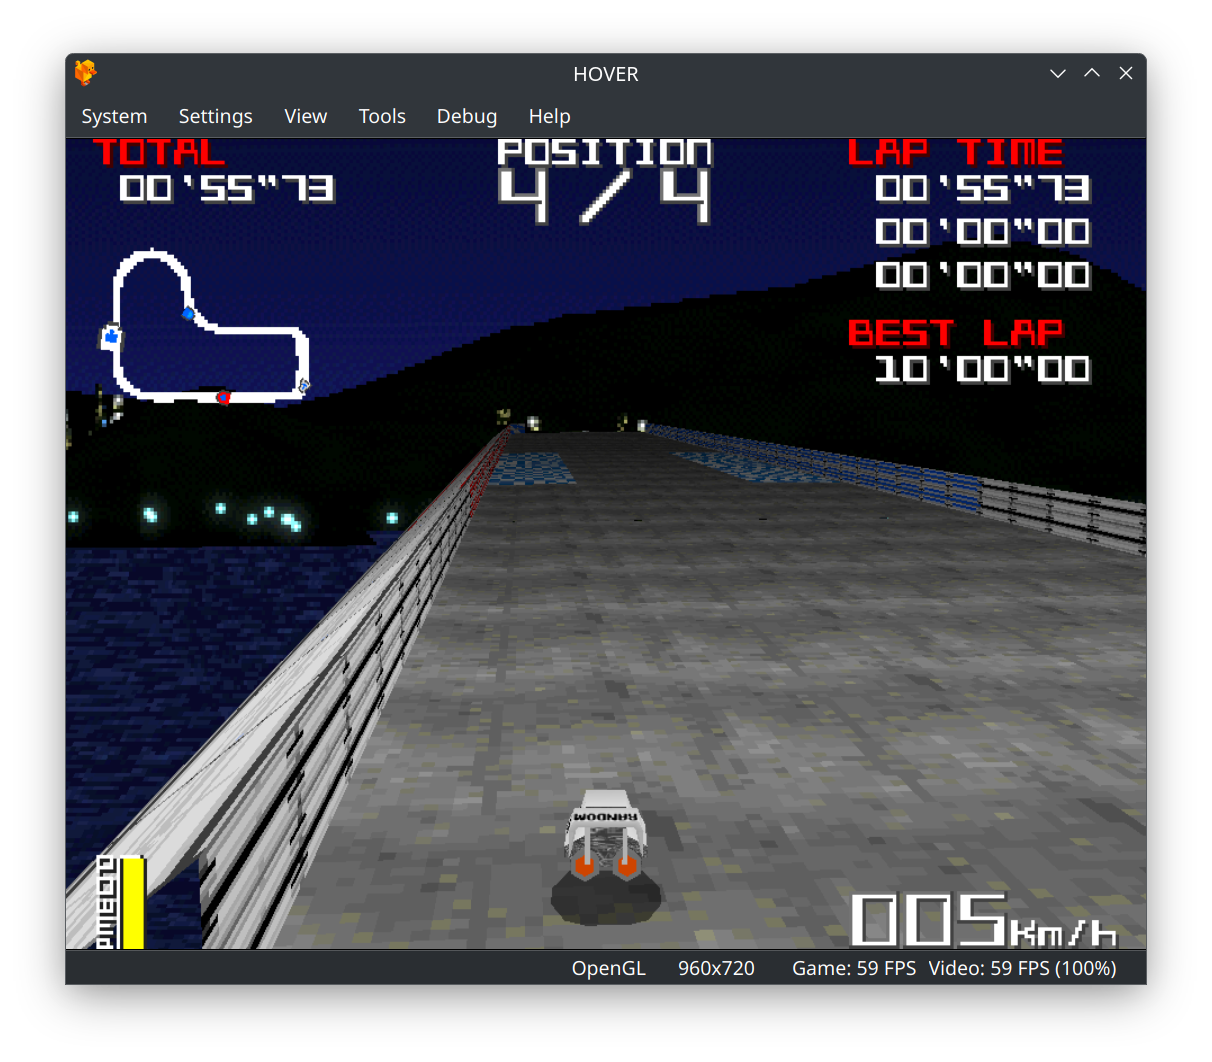 HOVER
System Settings View Tools Debug Help
TOTAL
00'55"73
POSITION
4/4
LAP TIME
00'55"73
00'00"00
00'00"00
BEST LAP
10'00"00
RANDOM
005Km/h
OpenGL 960x720 Game: 59 FPS Video: 59 FPS (100%)